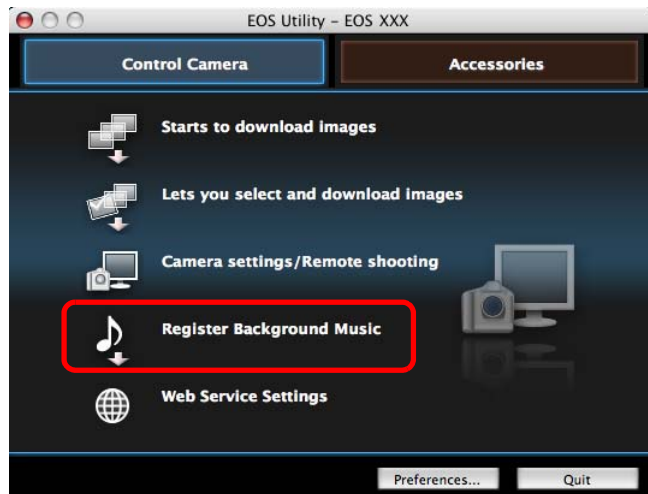 EOS Utility – EOS XXX
Control Camera
Accessories
Starts to download images
Lets you select and download images
Camera settings/Remote shooting
Register Background Music
Web Service Settings
Preferences...
Quit